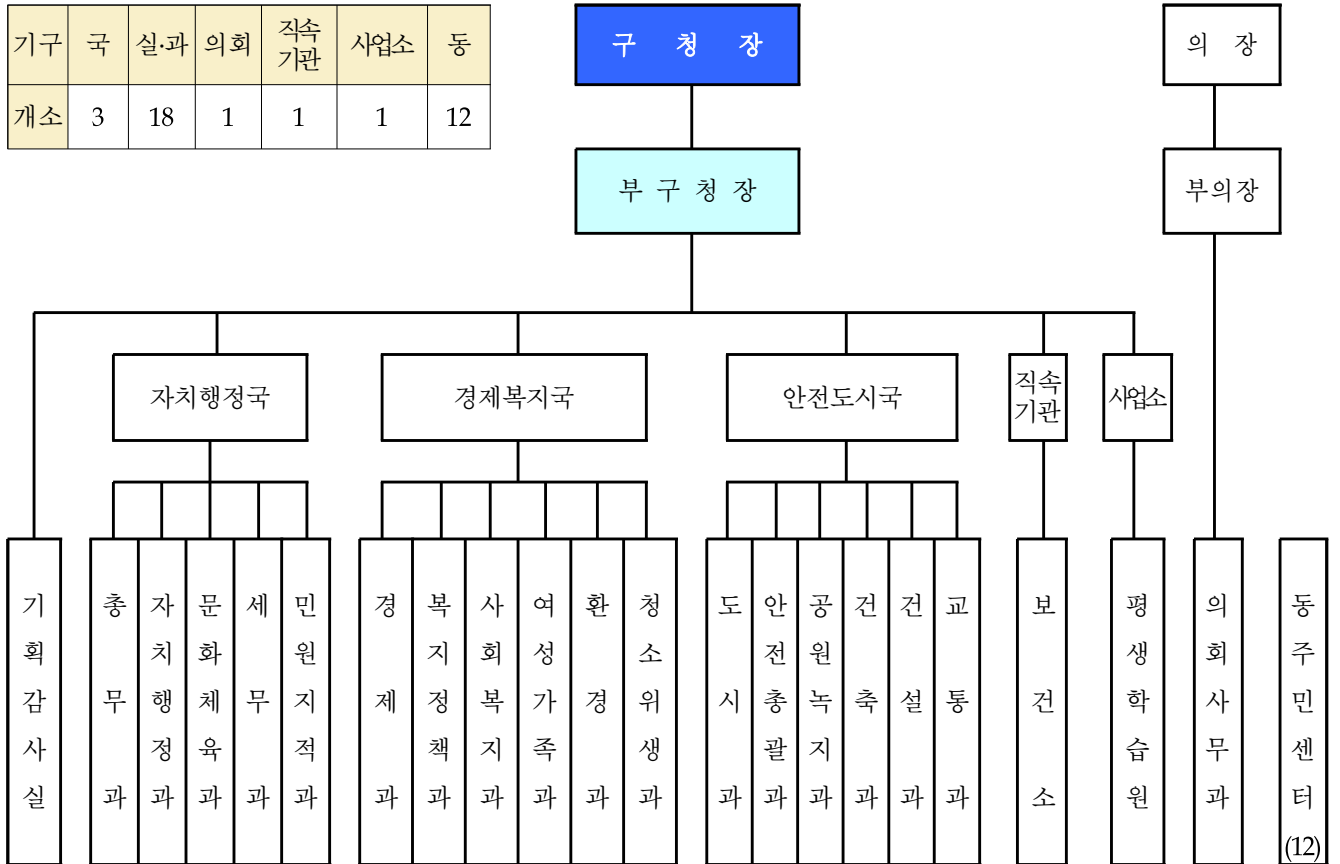 기구 국 실·과 의회 직속기관 사업소 동
개소 3 18 1 1 1 12
구 청 장
의 장
부 구 청 장
부의장
자치행정국
경제복지국
안전도시국
직속
기관
사업소
기획감사실
총무과
자치행정과
문화체육과
세무과
민원지적과
경제과
복지정책과
사회복지과
여성가족과
환경과
청소위생과
도시과
안전총괄과
공원녹지과
건축과
건설과
교통과
보건소
평생학습원
의회사무과
동주민센터
(12)